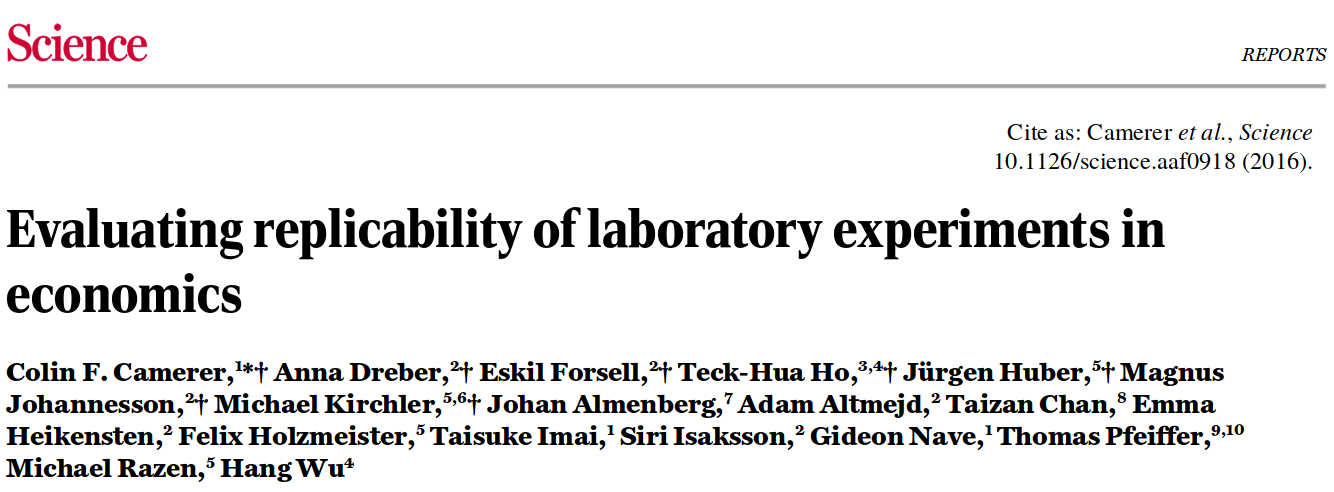 Science
REPORTS
Cite as: Camerer et al., Science
10.1126/science.aaf0918 (2016).
Evaluating replicability of laboratory experiments in
economics
Colin F. Camerer,¹*† Anna Dreber,²† Eskil Forsell,²† Teck-Hua Ho,³,⁴† Jürgen Huber,⁵† Magnus
Johannesson,²† Michael Kirchler,⁵,⁶† Johan Almenberg,⁷ Adam Altmejd,² Taizan Chan,⁸ Emma
Heikensten,² Felix Holzmeister,⁵ Taisuke Imai,¹ Siri Isaksson,² Gideon Nave,¹ Thomas Pfeiffer,⁹,¹⁰
Michael Razen,⁵ Hang Wu⁴